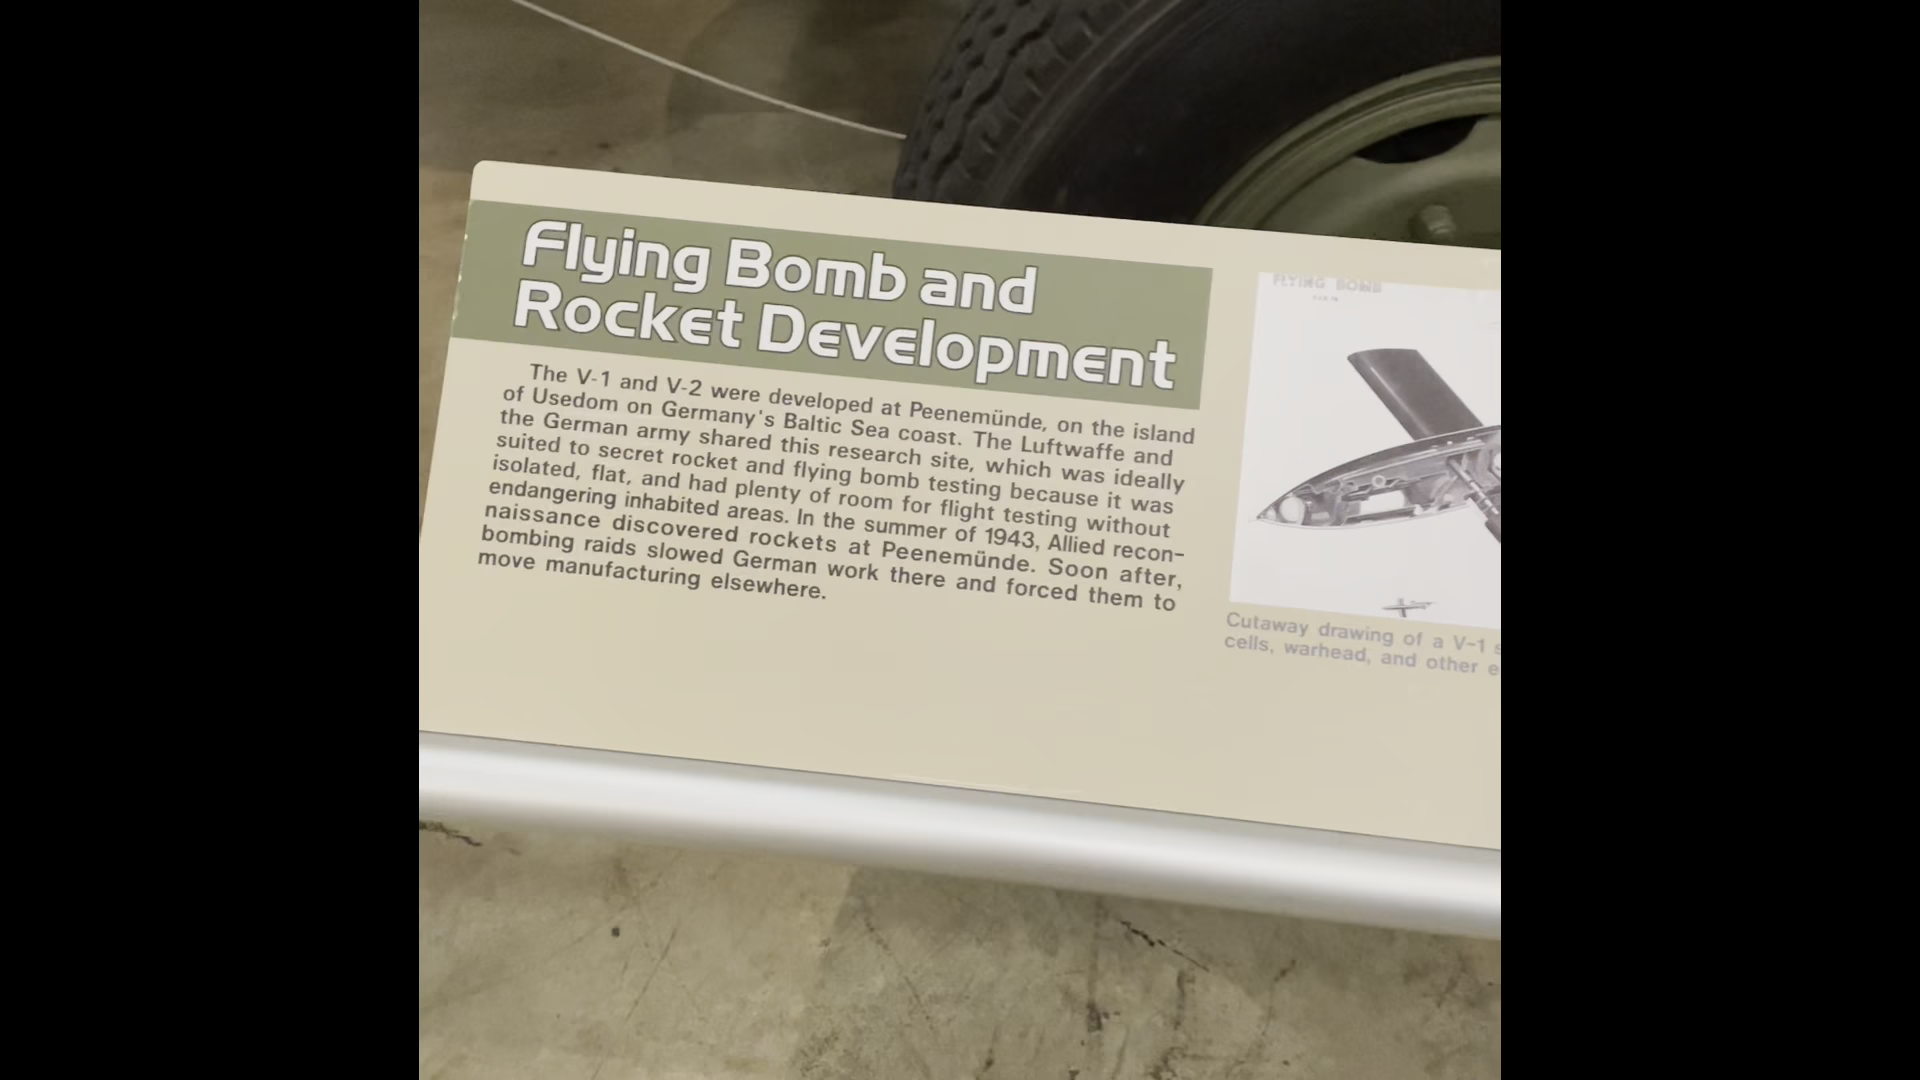 Flying Bomb and
Rocket Development
The V-1 and V-2 were developed at Peenemünde, on the island
of Usedom on Germany's Baltic Sea coast. The Luftwaffe and
the German army shared this research site, which was ideally
suited to secret rocket and flying bomb testing because it was
isolated, flat, and had plenty of room for flight testing without
endangering inhabited areas. In the summer of 1943, Allied recon-
naissance discovered rockets at Peenemünde. Soon after,
bombing raids slowed German work there and forced them to
move manufacturing elsewhere.
FLYING BOMB
Cutaway drawing of a V-1
cells, warhead, and other